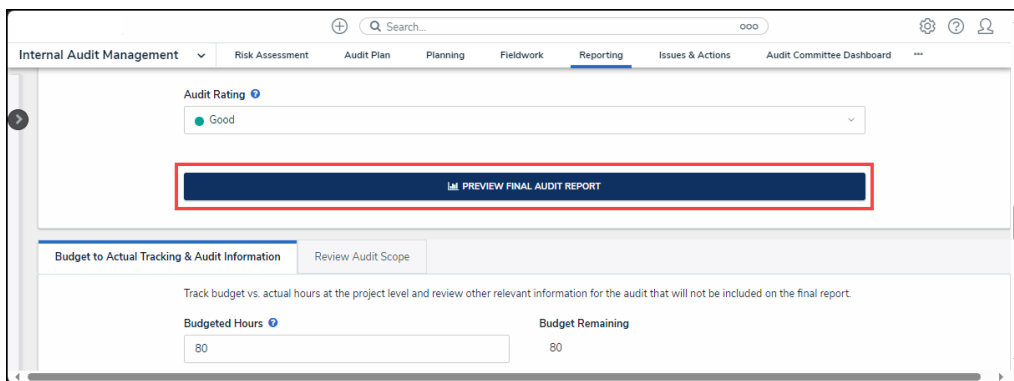 Search...
Internal Audit Management Risk Assessment Audit Plan Planning Fieldwork Reporting Issues & Actions Audit Committee Dashboard
Audit Rating
Good
PREVIEW FINAL AUDIT REPORT
Budget to Actual Tracking & Audit Information Review Audit Scope
Track budget vs. actual hours at the project level and review other relevant information for the audit that will not be included on the final report.
Budgeted Hours Budget Remaining
80 80